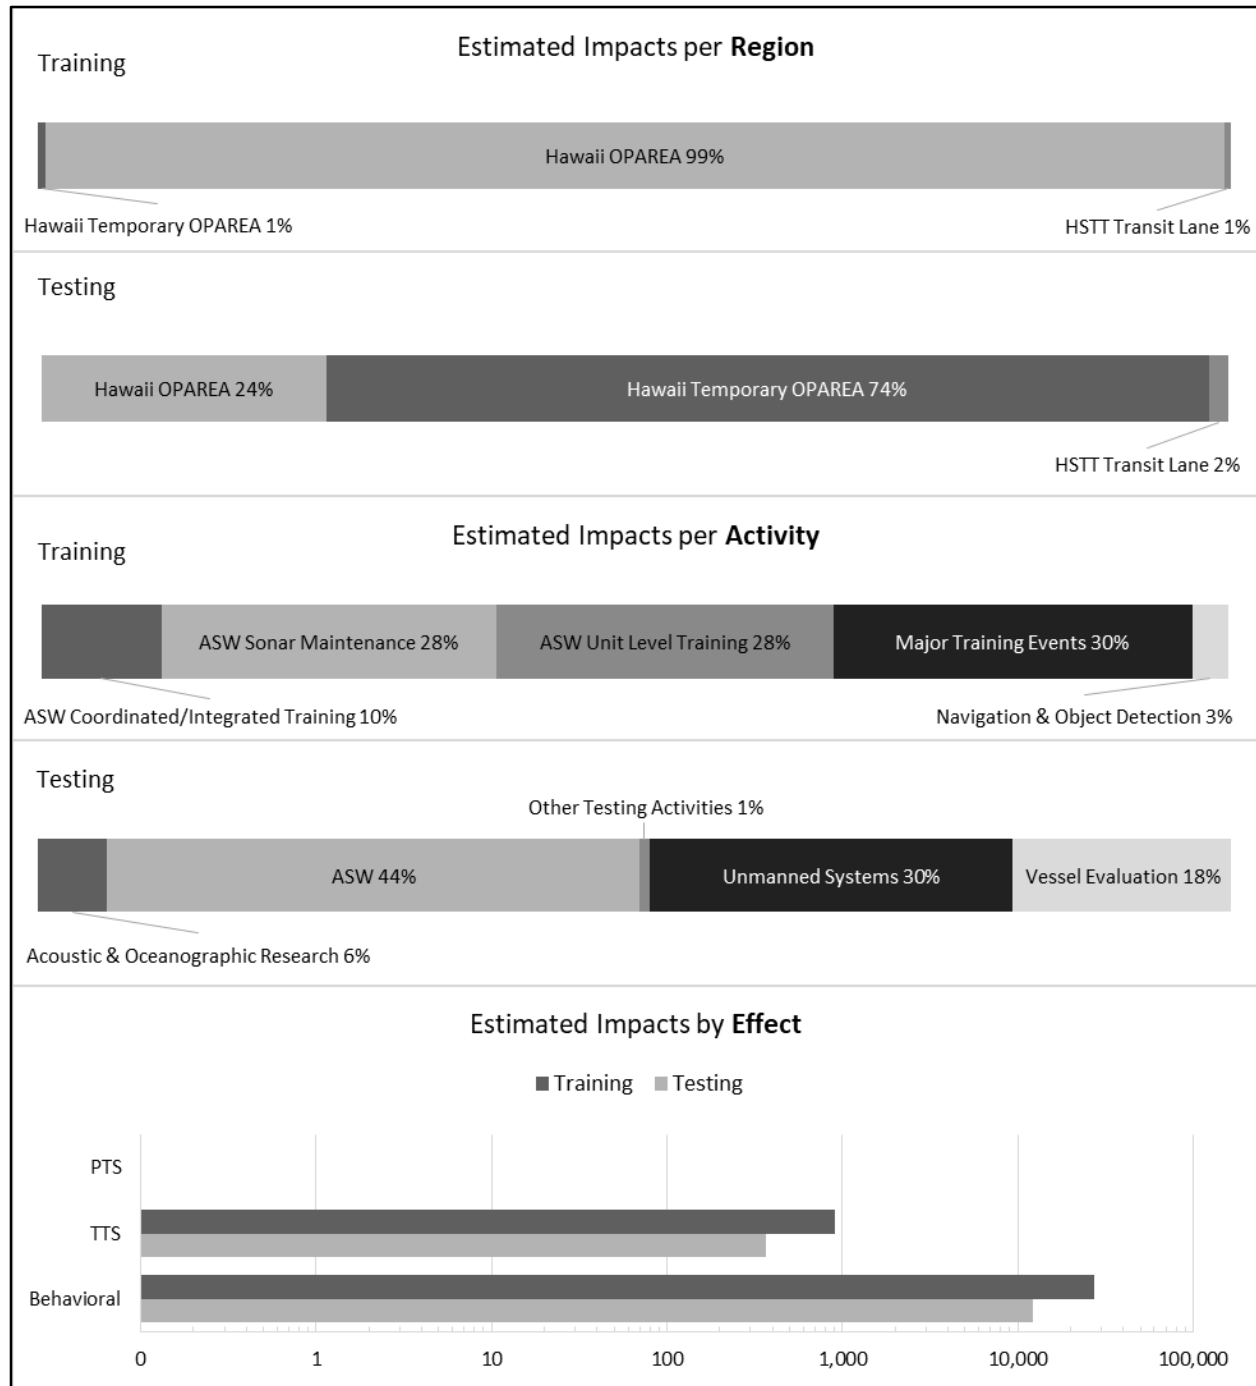 Estimated Impacts per Region
Training
Hawaii OPAREA 99%
Hawaii Temporary OPAREA 1%
HSTT Transit Lane 1%
Testing
Hawaii OPAREA 24%
Hawaii Temporary OPAREA 74%
HSTT Transit Lane 2%
Estimated Impacts per Activity
Training
ASW Sonar Maintenance 28%
ASW Unit Level Training 28%
Major Training Events 30%
ASW Coordinated/Integrated Training 10%
Navigation & Object Detection 3%
Testing
Other Testing Activities 1%
ASW 44%
Unmanned Systems 30%
Vessel Evaluation 18%
Acoustic & Oceanographic Research 6%
Estimated Impacts by Effect
Training
Testing
PTS
TTS
Behavioral
0 1 10 100 1,000 10,000 100,000